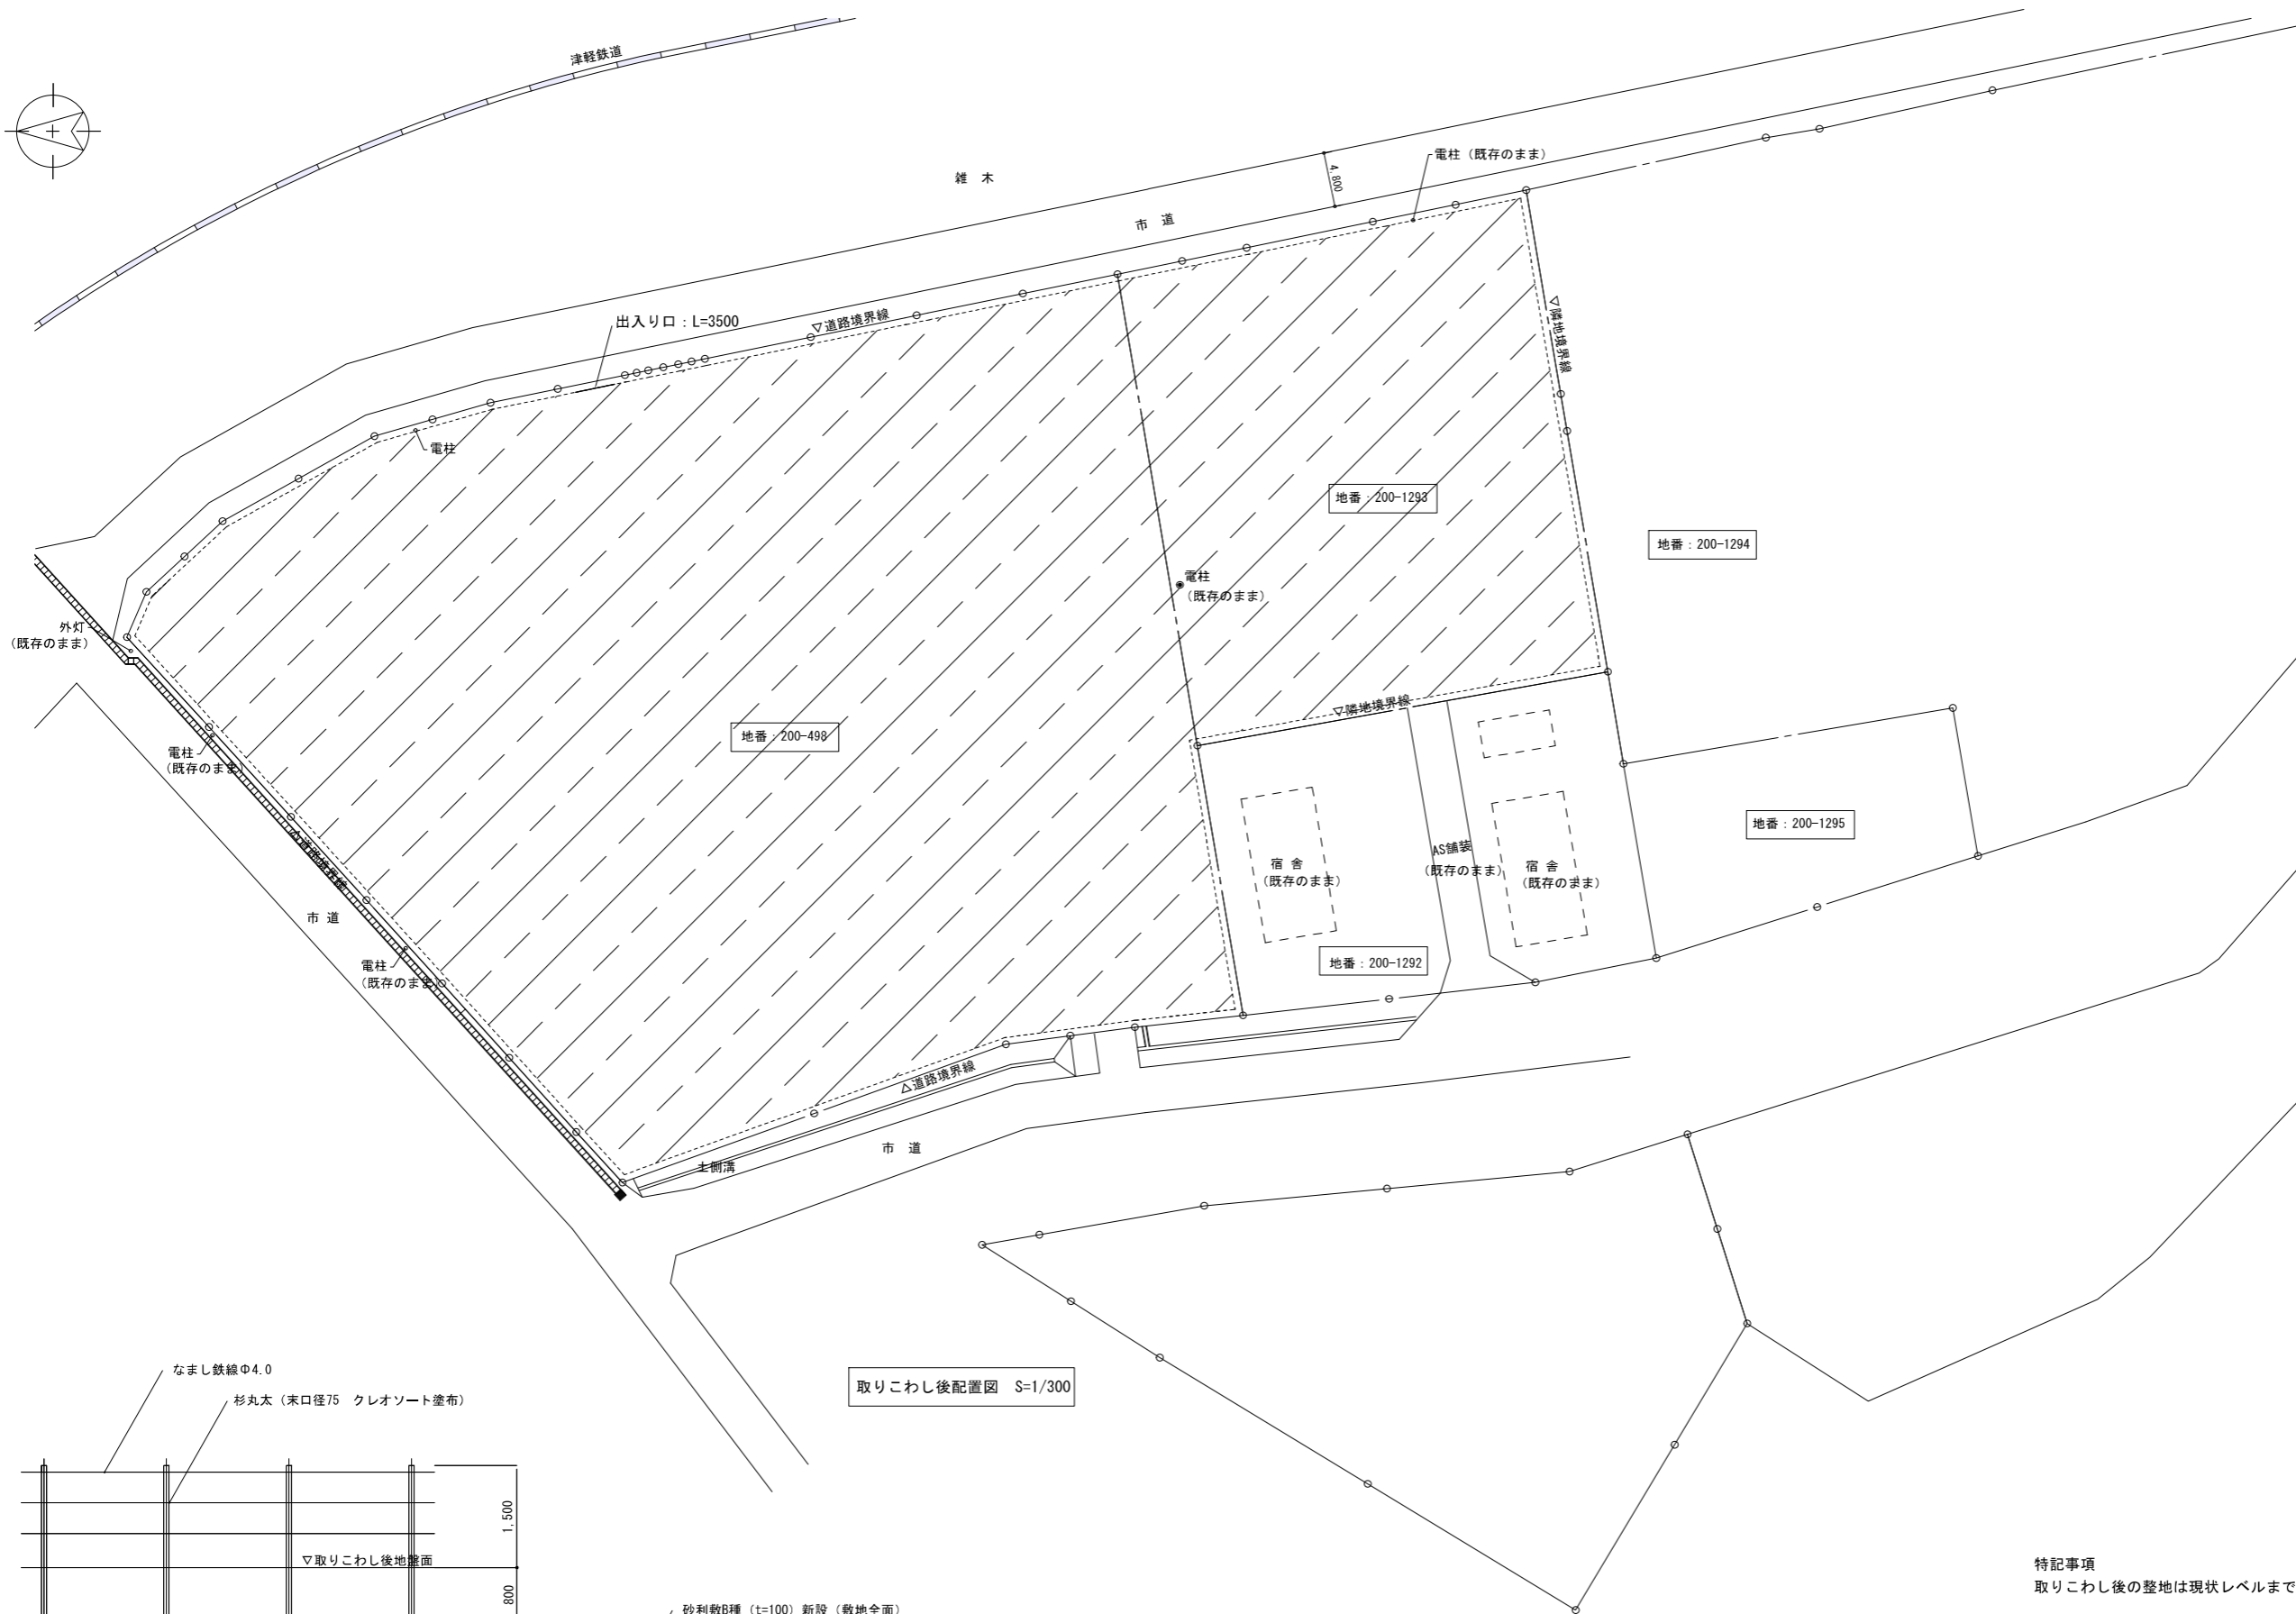 津軽鉄道
雑　木
4,800
電柱（既存のまま）
市　道
出入り口：L=3500
▽道路境界線
▽隣地境界線
電柱
地番：200-1293
地番：200-1294
電柱
（既存のまま）
外灯
（既存のまま）
▽隣地境界線
地番：200-498
電柱
（既存のまま）
地番：200-1295
△道路境界線
AS舗装
（既存のまま）
宿 舎
（既存のまま）
宿 舎
（既存のまま）
市 道
電柱
（既存のまま）
地番：200-1292
△道路境界線
市　道
土側溝
なまし鉄線Φ4.0
杉丸太（末口径75　クレオソート塗布）
取りこわし後配置図　S=1/300
1,500
▽取りこわし後地盤面
800
特記事項
取りこわし後の整地は現状レベルまで
砂利敷B種（t=100）新設（敷地全面）